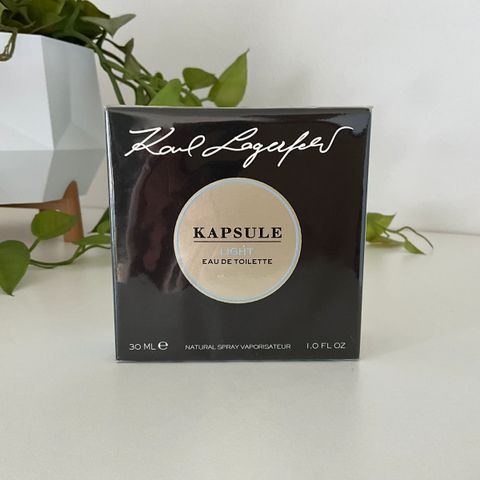 Karl Lagerfeld
KAPSULE
LIGHT
EAU DE TOILETTE
30 ML ℮ NATURAL SPRAY VAPORISATEUR 1.0 FL OZ